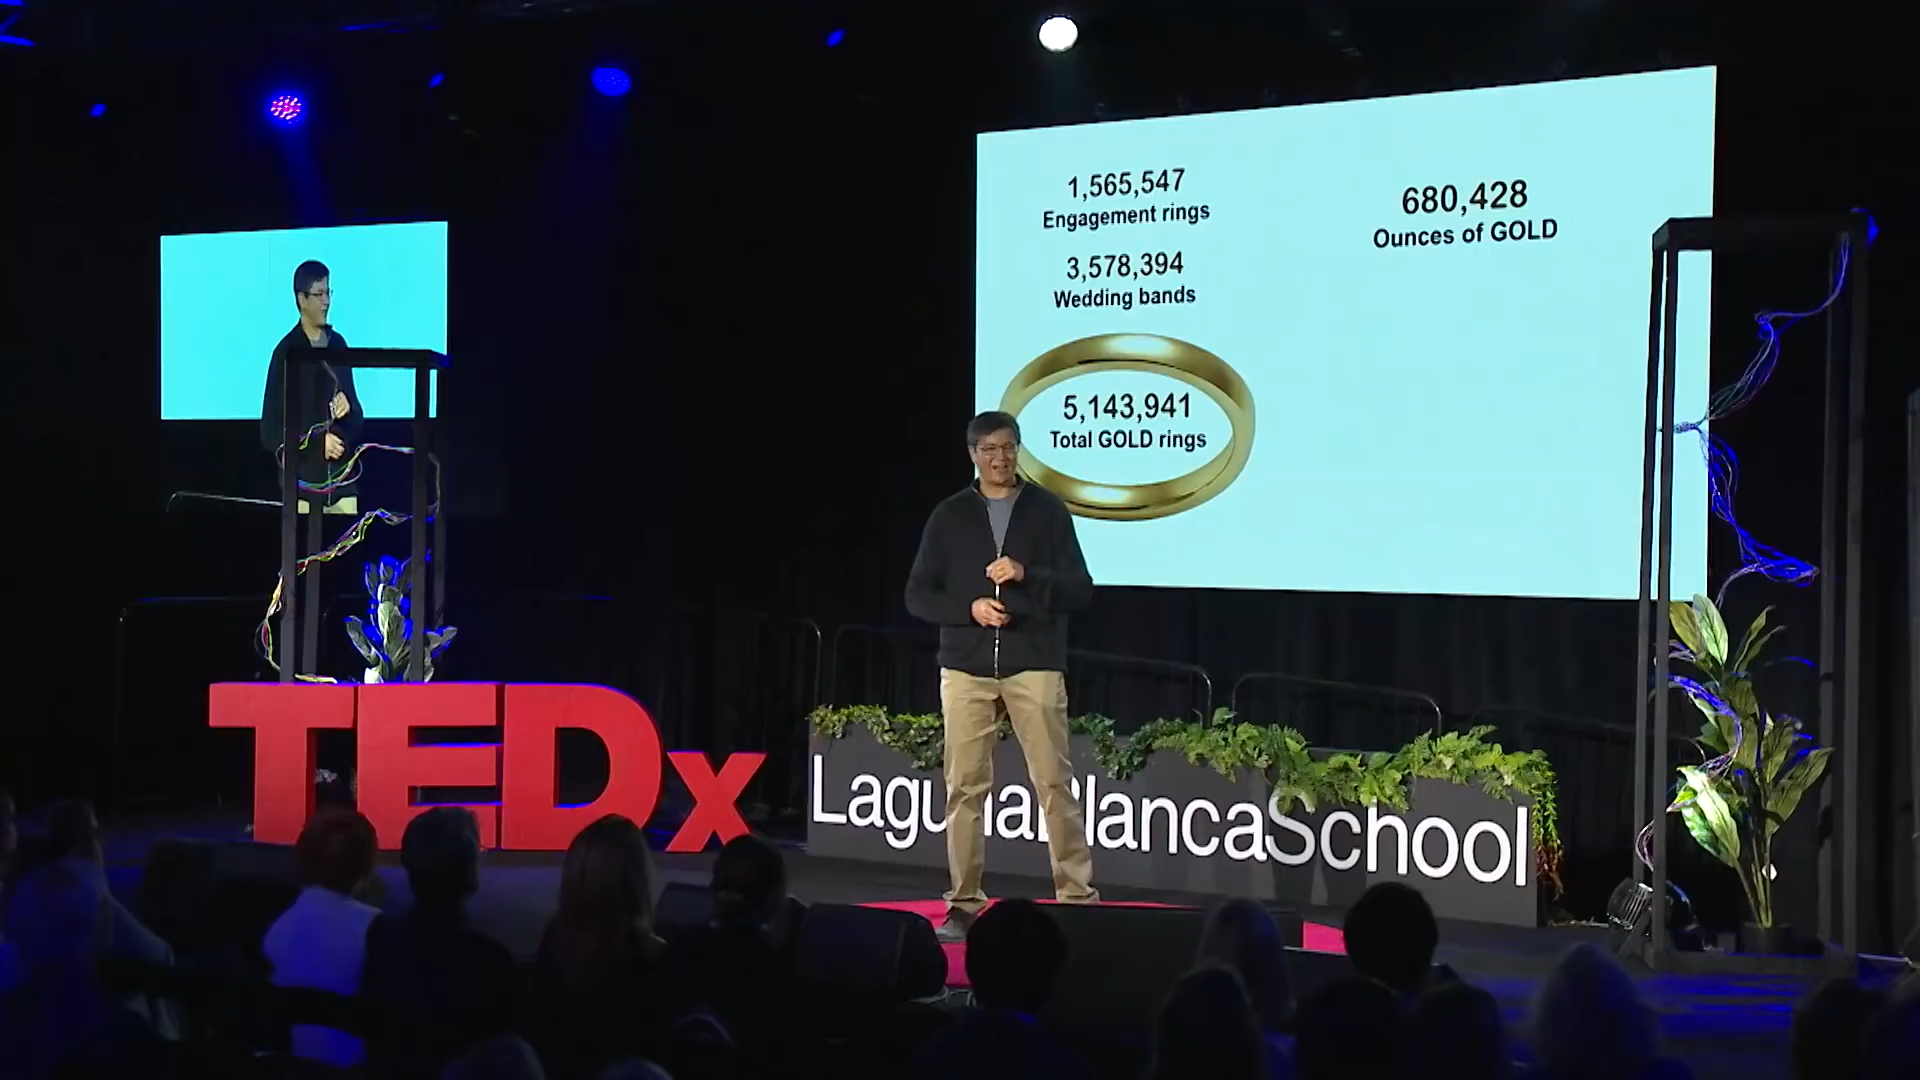 1,565,547
Engagement rings
3,578,394
Wedding bands
5,143,941
Total GOLD rings
680,428
Ounces of GOLD
TEDx
LagunaBlancaSchool